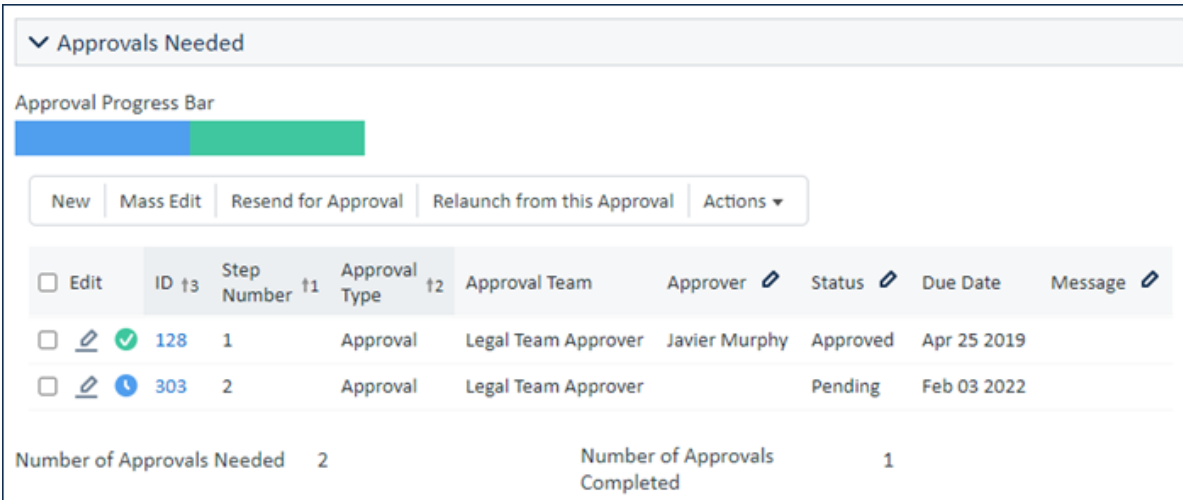 Approvals Needed
Approval Progress Bar
New Mass Edit Resend for Approval Relaunch from this Approval Actions
Edit ID ↑3 Step Number ↑1 Approval Type ↑2 Approval Team Approver Status Due Date Message
128 1 Approval Legal Team Approver Javier Murphy Approved Apr 25 2019
303 2 Approval Legal Team Approver Pending Feb 03 2022
Number of Approvals Needed 2 Number of Approvals Completed 1